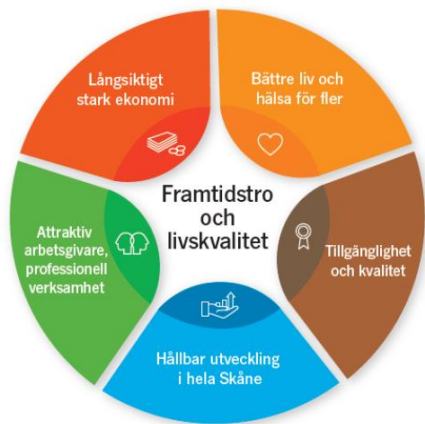 Långsiktigt
stark ekonomi
Bättre liv och
hälsa för fler
Framtidstro
och
livskvalitet
Attraktiv
arbetsgivare,
professionell
verksamhet
Tillgänglighet
och kvalitet
Hållbar utveckling
i hela Skåne